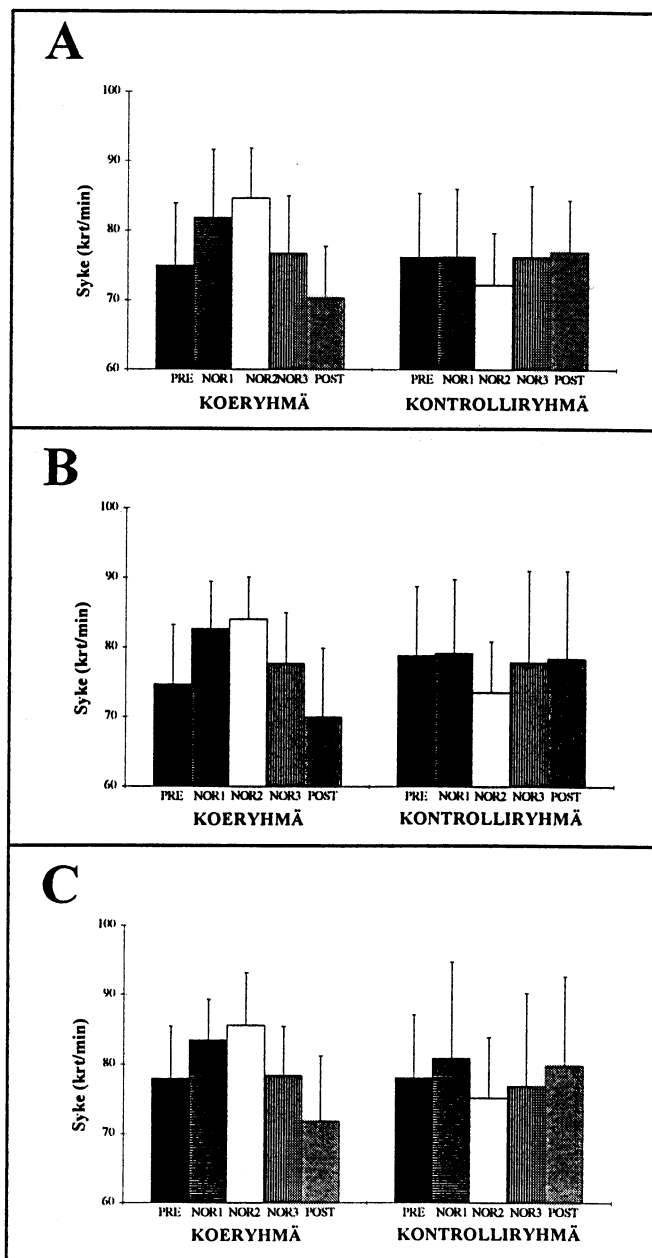 A
100
90
80
70
60
Syke (krt/min)
PRE NOR1 NOR2 NOR3 POST PRE NOR1 NOR2 NOR3 POST
KOERYHMÄ KONTROLLIRYHMÄ
B
100
90
80
70
60
Syke (krt/min)
PRE NOR1 NOR2 NOR3 POST PRE NOR1 NOR2 NOR3 POST
KOERYHMÄ KONTROLLIRYHMÄ
C
100
90
80
70
60
Syke (krt/min)
PRE NOR1 NOR2 NOR3 POST PRE NOR1 NOR2 NOR3 POST
KOERYHMÄ KONTROLLIRYHMÄ